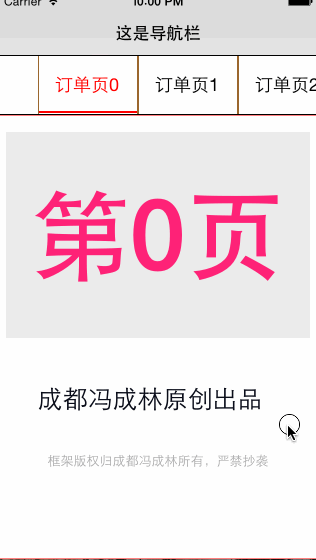 Carrier 10:00 PM
这是导航栏
订单页0 订单页1 订单页2
第0页
成都冯成林原创出品
框架版权归成都冯成林所有，严禁抄袭